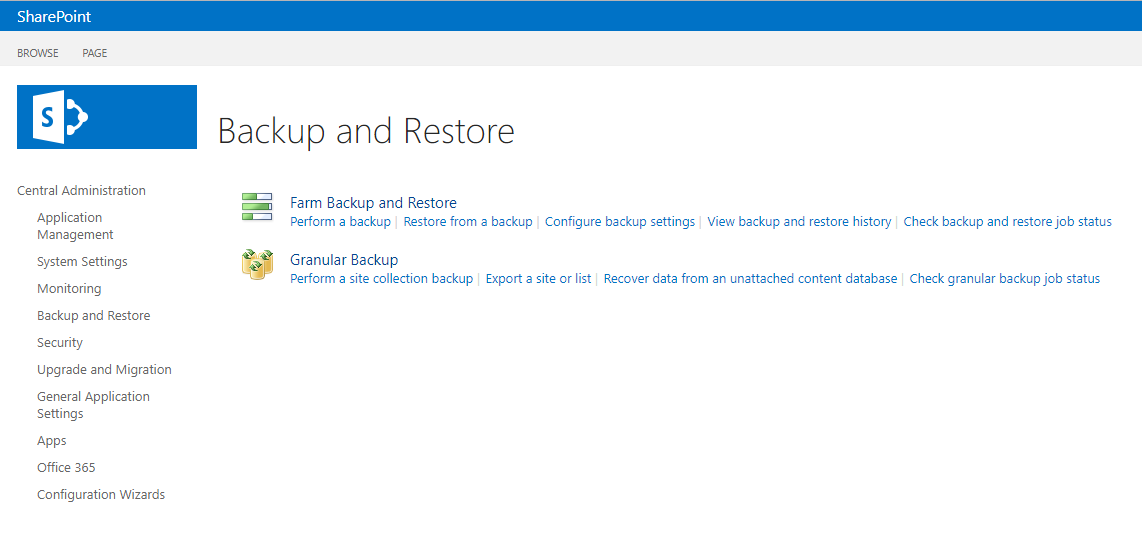 SharePoint
BROWSE PAGE
S
Backup and Restore
Central Administration
Application
Management
System Settings
Monitoring
Backup and Restore
Security
Upgrade and Migration
General Application
Settings
Apps
Office 365
Configuration Wizards
Farm Backup and Restore
Perform a backup | Restore from a backup | Configure backup settings | View backup and restore history | Check backup and restore job status
Granular Backup
Perform a site collection backup | Export a site or list | Recover data from an unattached content database | Check granular backup job status